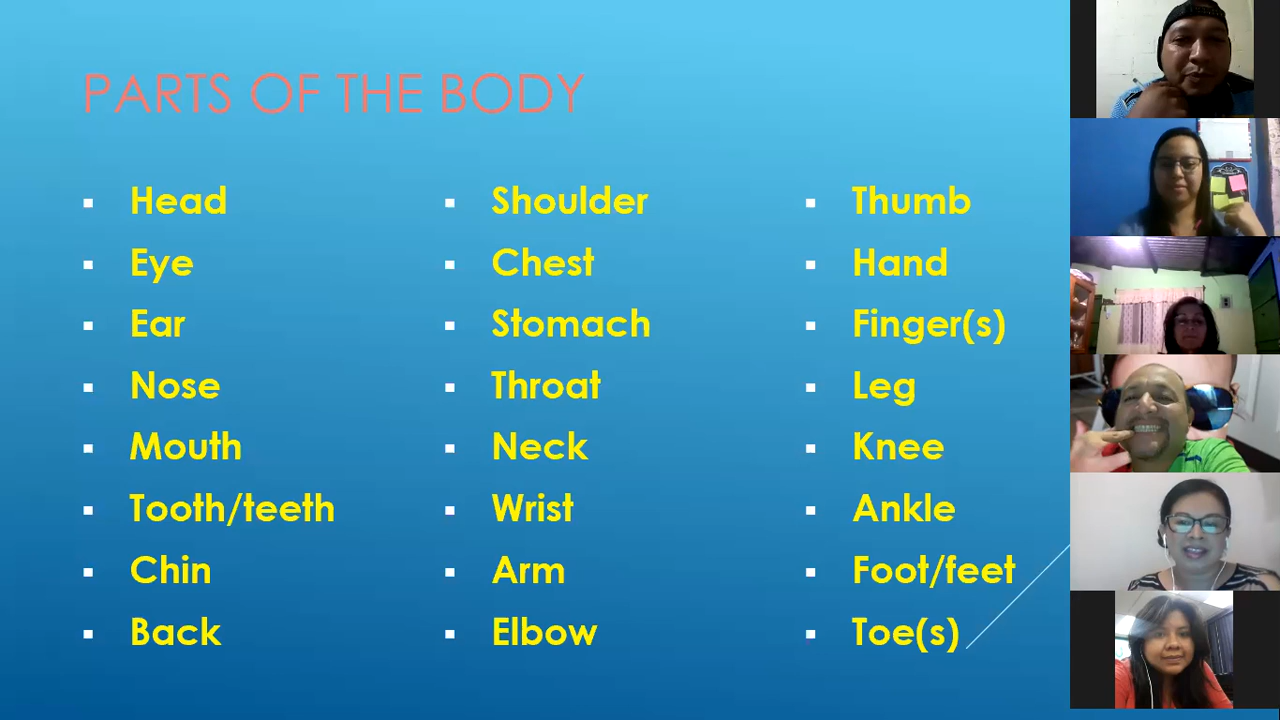 PARTS OF THE BODY
Head
Eye
Ear
Nose
Mouth
Tooth/teeth
Chin
Back
Shoulder
Chest
Stomach
Throat
Neck
Wrist
Arm
Elbow
Thumb
Hand
Finger(s)
Leg
Knee
Ankle
Foot/feet
Toe(s)